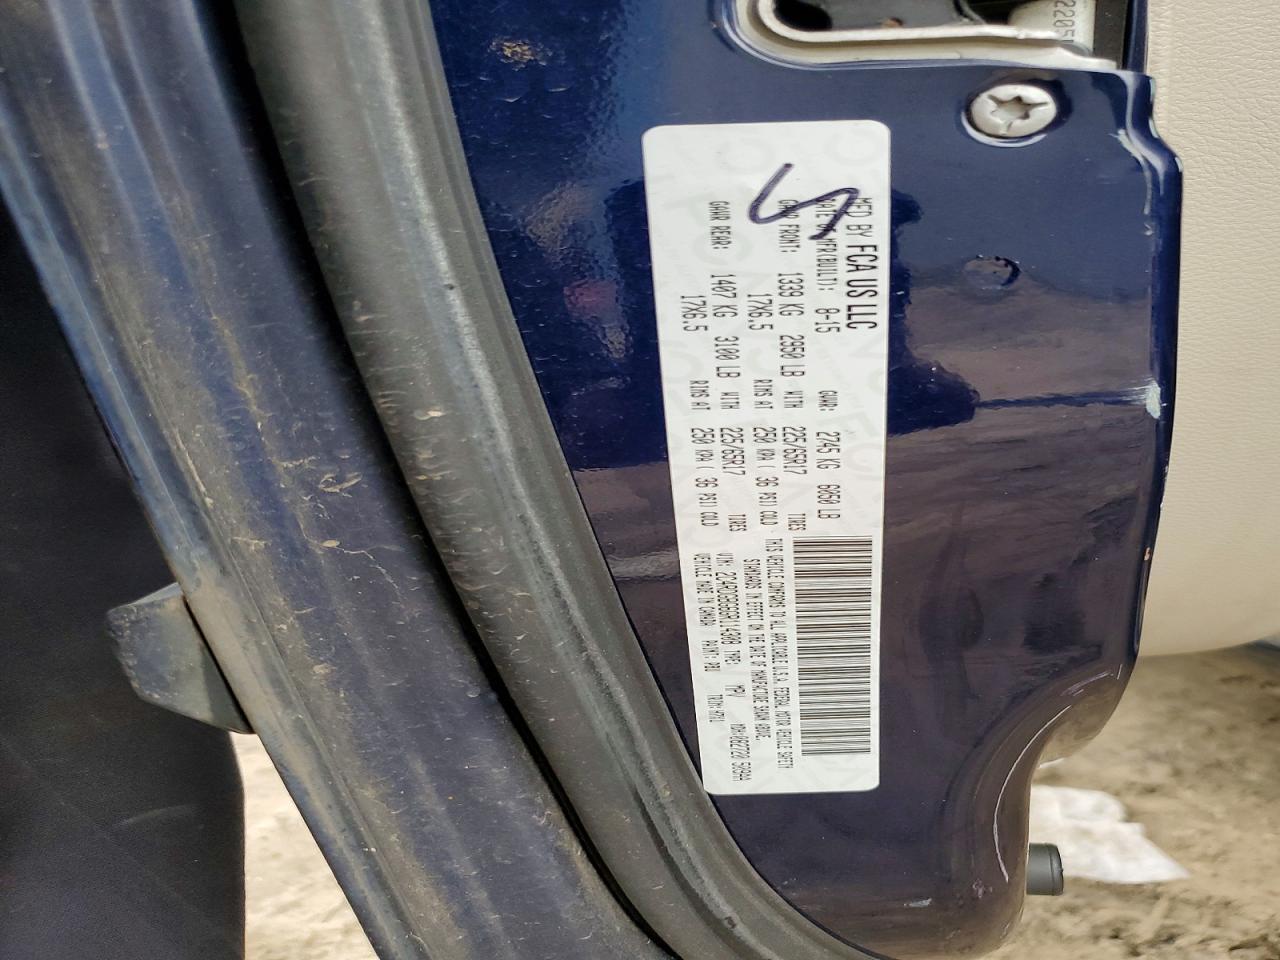 MFD BY FCA US LLC
DATE OF MFR(BUILT): 8-15 GVWR: 2745 KG 6050 LB
GAWR FRONT: 1339 KG 2950 LB WITH 225/65R17 TIRES
17X6.5 RIMS AT 250 KPA( 36 PSI) COLD
GAWR REAR: 1407 KG 3100 LB WITH 225/65R17 TIRES
17X6.5 RIMS AT 250 KPA( 36 PSI) COLD
THIS VEHICLE CONFORMS TO ALL APPLICABLE U.S.A. FEDERAL MOTOR VEHICLE SAFETY
STANDARDS IN EFFECT ON THE DATE OF MANUFACTURE SHOWN ABOVE.
TYPE: MPV
VEHICLE MADE IN CANADA PAINT: PBU
2205